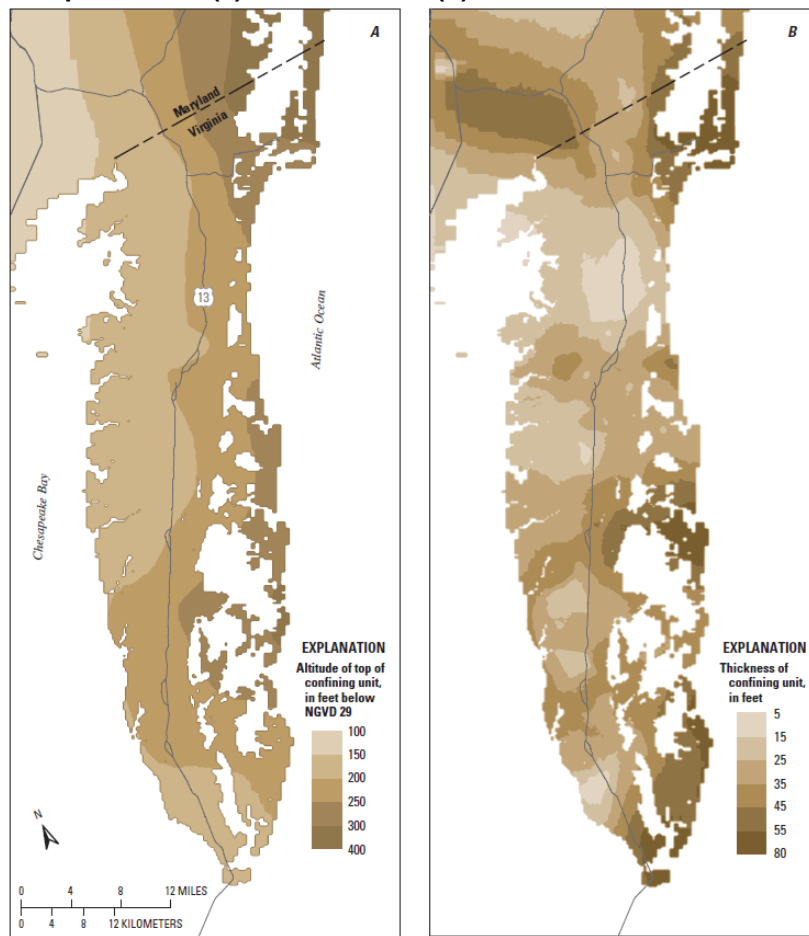 A
Maryland
Virginia
13
Atlantic Ocean
Chesapeake Bay
EXPLANATION
Altitude of top of
confining unit,
in feet below
NGVD 29
100
150
200
250
300
400
N
0 4 8 12 MILES
0 4 8 12 KILOMETERS
B
EXPLANATION
Thickness of
confining unit,
in feet
5
15
25
35
45
55
80